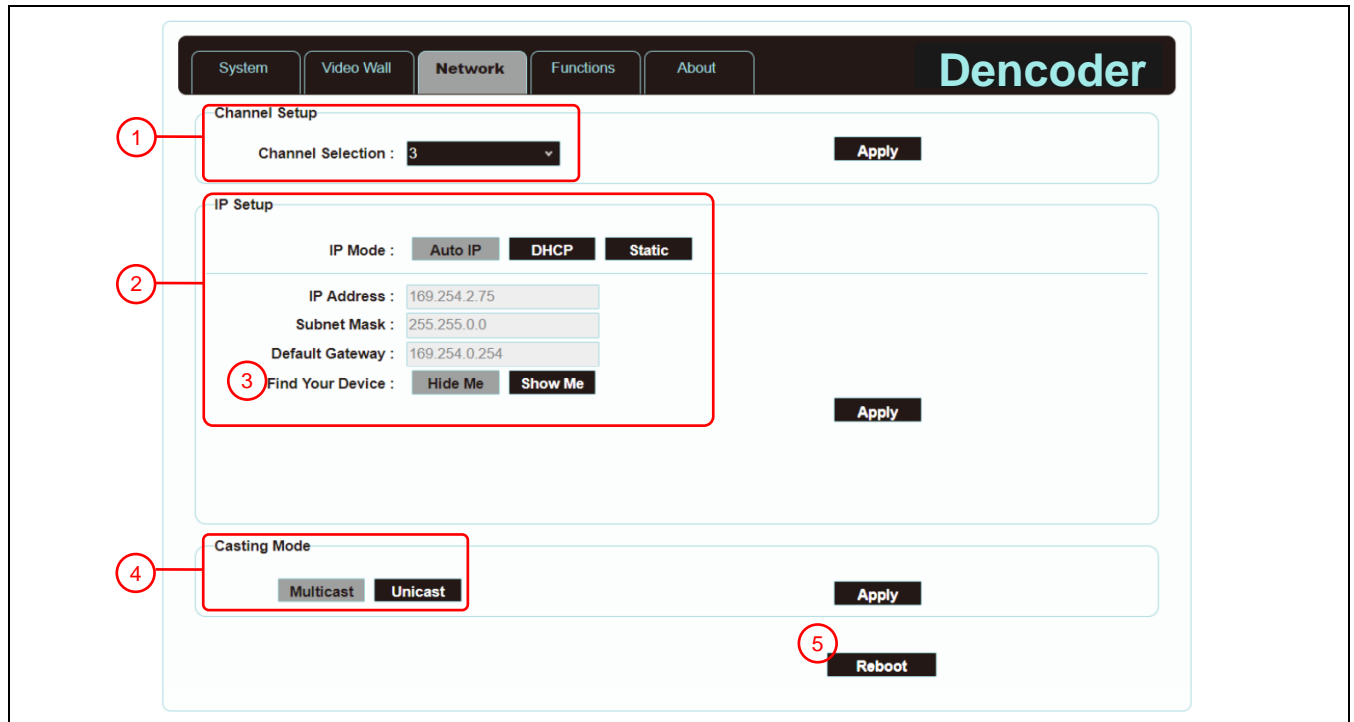 System Video Wall Network Functions About Dencoder
Channel Setup
1
Channel Selection : 3 Apply
IP Setup
IP Mode : Auto IP DHCP Static
2
IP Address : 169.254.2.75
Subnet Mask : 255.255.0.0
Default Gateway : 169.254.0.254
3 Find Your Device : Hide Me Show Me
Apply
Casting Mode
4
Multicast Unicast Apply
5
Reboot